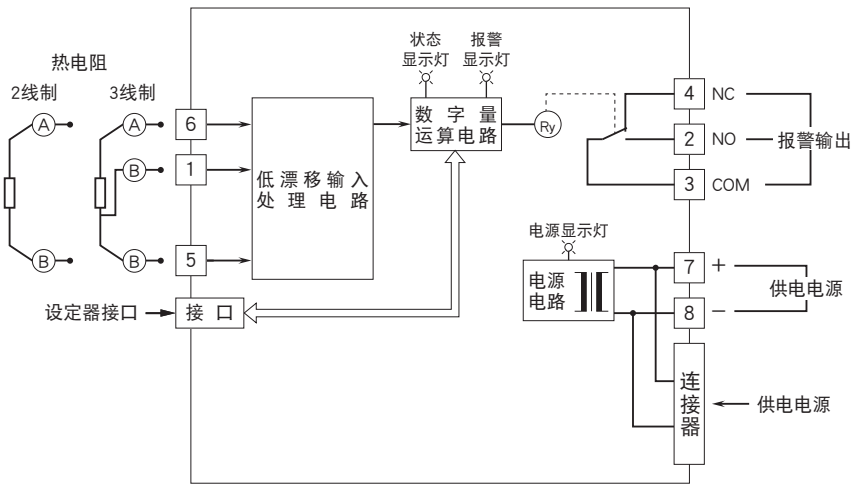 热电阻
2线制
3线制
A
B
A
B
B
6
1
5
低漂移输入
处理电路
设定器接口
接口
状态
显示灯
报警
显示灯
数字量
运算电路
Ry
4
NC
2
NO
3
COM
报警输出
电源显示灯
电源
电路
7
+
8
−
供电电源
连
接
器
供电电源